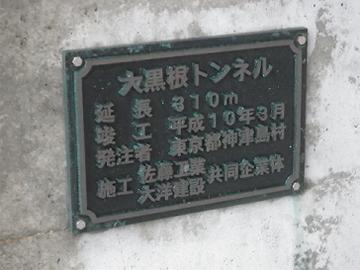 大黒根トンネル
延長 310m
竣工 平成10年3月
発注者 東京都神津島村
施工 佐藤工業 共同企業体
大洋建設